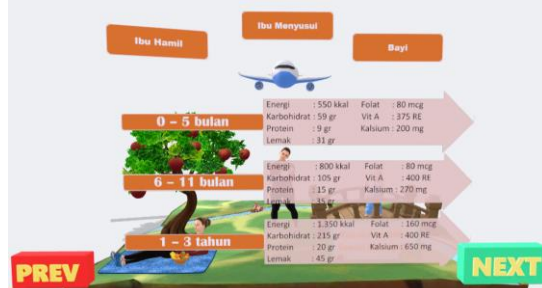 Ibu Hamil
Ibu Menyusui
Bayi
0 – 5 bulan
Energi : 550 kkal Folat : 80 mcg
Karbohidrat : 59 gr Vit A : 375 RE
Protein : 9 gr Kalsium : 200 mg
Lemak : 31 gr
6 – 11 bulan
Energi : 800 kkal Folat : 80 mcg
Karbohidrat : 105 gr Vit A : 400 RE
Protein : 15 gr Kalsium : 270 mg
Lemak : 35 gr
1 – 3 tahun
Energi : 1.350 kkal Folat : 160 mcg
Karbohidrat : 215 gr Vit A : 400 RE
Protein : 20 gr Kalsium : 650 mg
Lemak : 45 gr
PREV
NEXT